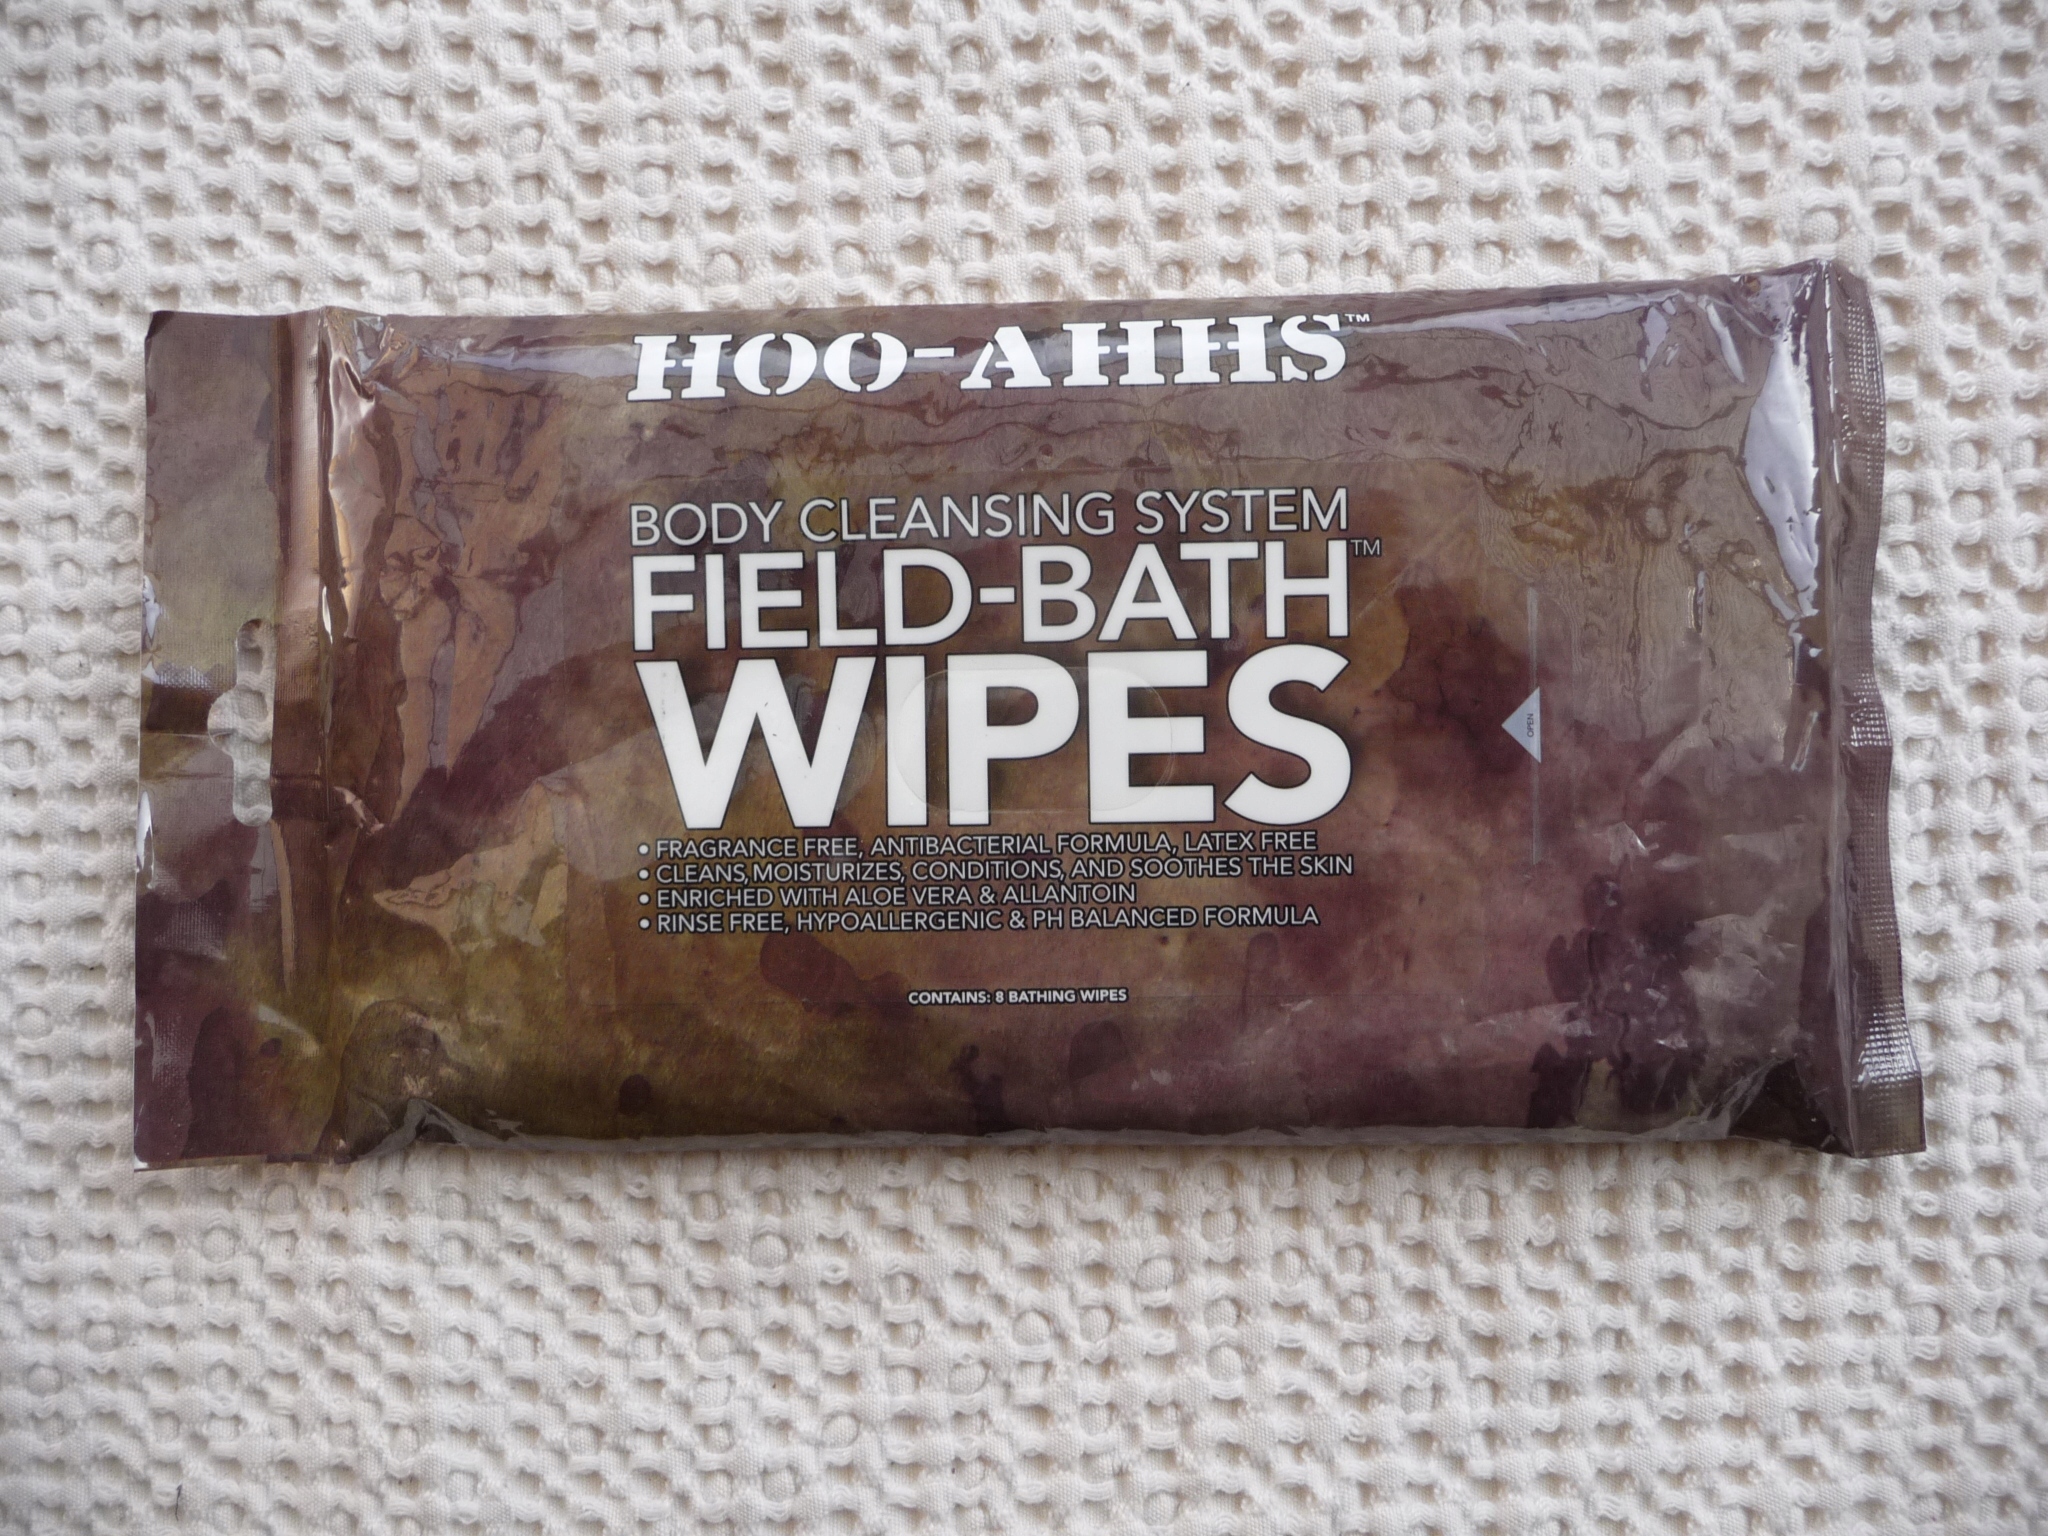 HOO-AHHS™
BODY CLEANSING SYSTEM
FIELD-BATH™
WIPES
• FRAGRANCE FREE, ANTIBACTERIAL FORMULA, LATEX FREE
• CLEANS, MOISTURIZES, CONDITIONS, AND SOOTHES THE SKIN
• ENRICHED WITH ALOE VERA & ALLANTOIN
• RINSE FREE, HYPOALLERGENIC & PH BALANCED FORMULA
CONTAINS: 8 BATHING WIPES
OPEN